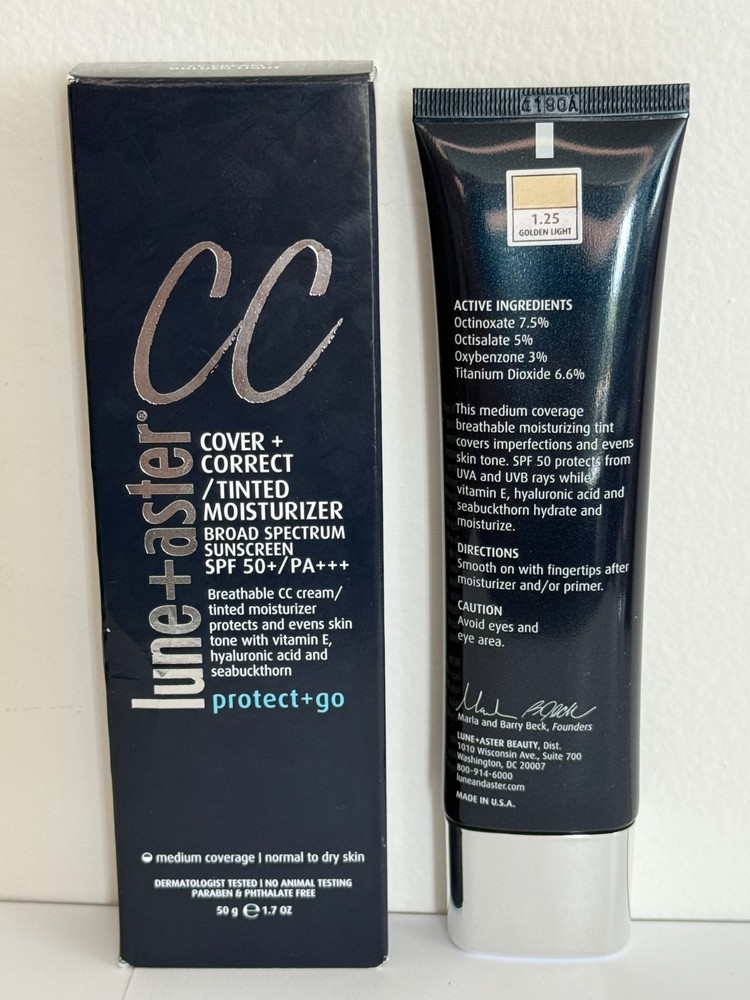 GOLDEN LIGHT
CC
lune+aster®
COVER +
CORRECT
/TINTED
MOISTURIZER
BROAD SPECTRUM
SUNSCREEN
SPF 50+/PA+++
Breathable CC cream/
tinted moisturizer
protects and evens skin
tone with vitamin E,
hyaluronic acid and
seabuckthorn
protect+go
medium coverage | normal to dry skin
DERMATOLOGIST TESTED | NO ANIMAL TESTING
PARABEN & PHTHALATE FREE
50 g ℮ 1.7 OZ
4180A
1.25
GOLDEN LIGHT
ACTIVE INGREDIENTS
Octinoxate 7.5%
Octisalate 5%
Oxybenzone 3%
Titanium Dioxide 6.6%
This medium coverage
breathable moisturizing tint
covers imperfections and evens
skin tone. SPF 50 protects from
UVA and UVB rays while
vitamin E, hyaluronic acid and
seabuckthorn hydrate and
moisturize.
DIRECTIONS
Smooth on with fingertips after
moisturizer and/or primer.
CAUTION
Avoid eyes and
eye area.
Marla and Barry Beck, Founders
LUNE+ASTER BEAUTY, Dist.
1010 Wisconsin Ave., Suite 700
Washington, DC 20007
800-914-6000
luneandaster.com
MADE IN U.S.A.